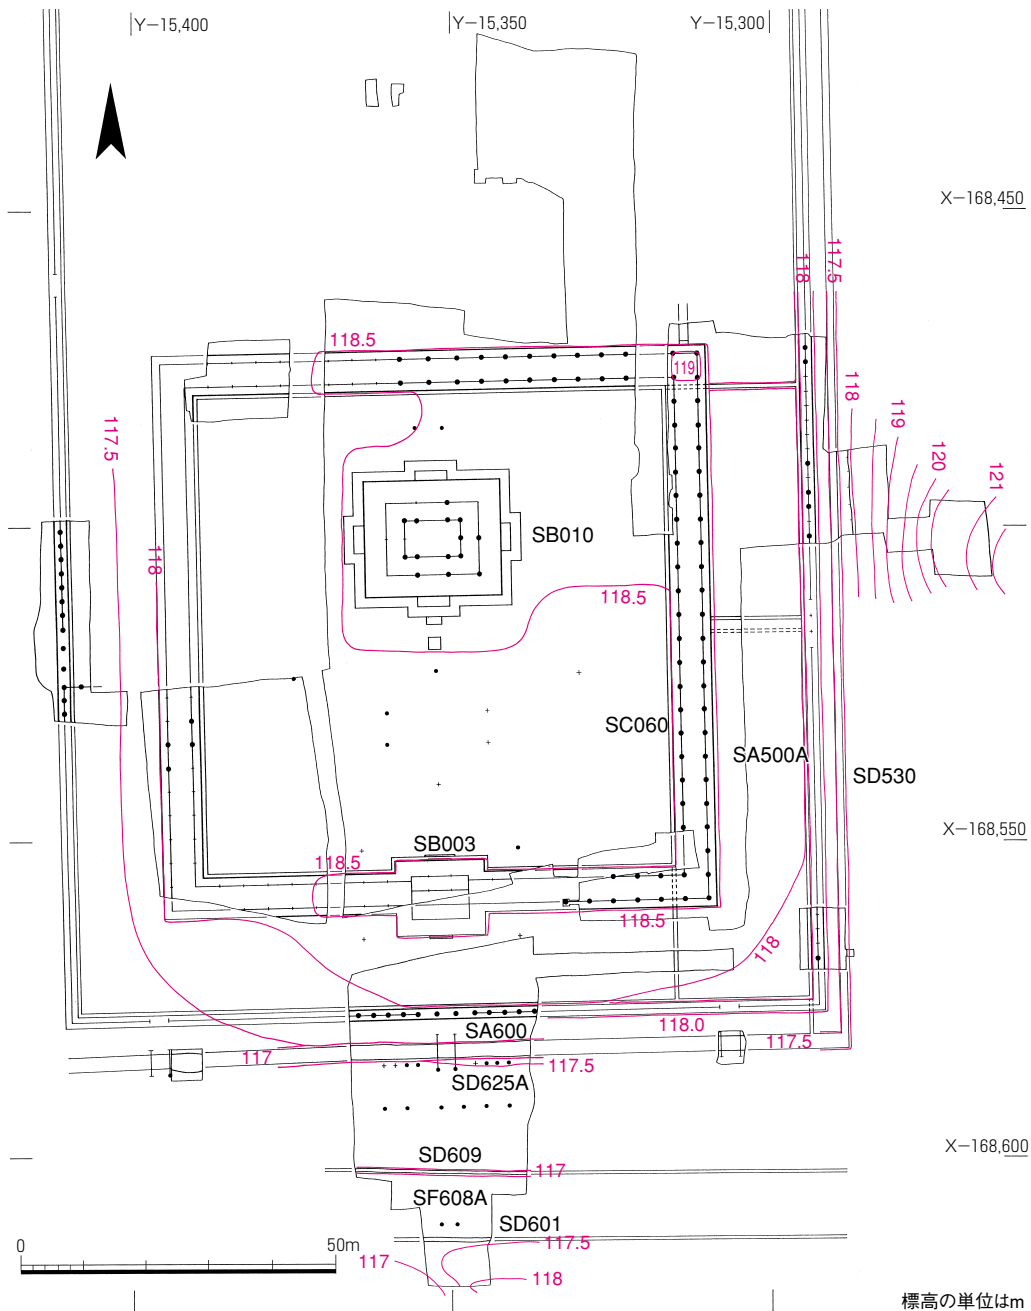 Y−15,400
Y−15,350
Y−15,300
X−168,450
118
117.5
118.5
119
118
119
120
121
117.5
SB010
118
118.5
SC060
SA500A
SD530
SB003
X−168,550
118.5
118.5
118
SA600
118.0
117.5
117
117.5
SD625A
SD609
117
X−168,600
SF608A
SD601
0
50m
117.5
117
118
標高の単位はm